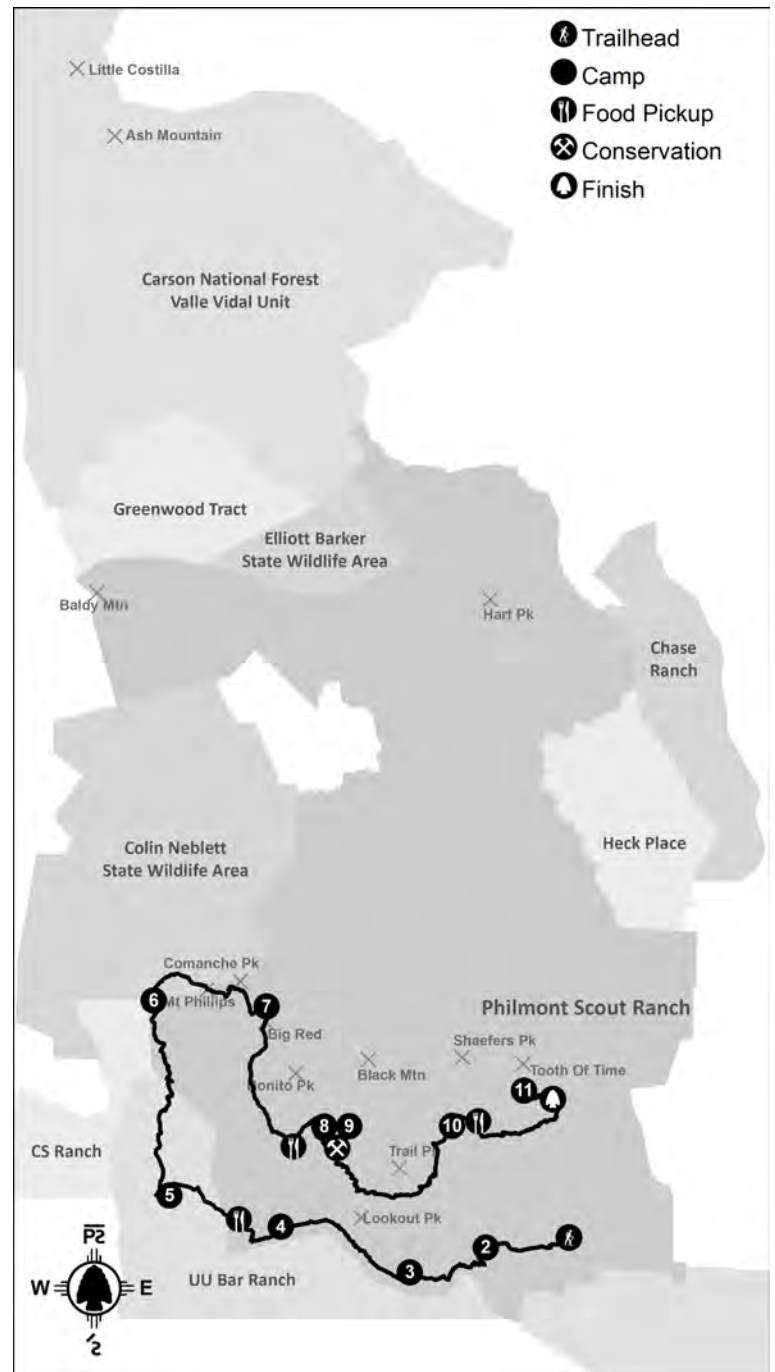 Trailhead
Camp
Food Pickup
Conservation
Finish
Little Costilla
Ash Mountain
Carson National Forest
Valle Vidal Unit
Greenwood Tract
Elliott Barker
State Wildlife Area
Baldy Mtn
Hart Pk
Chase
Ranch
Heck Place
Colin Neblett
State Wildlife Area
Comanche Pk
Mt Phillips
6
7
Philmont Scout Ranch
Big Red
Shaefers Pk
Black Mtn
Tooth Of Time
Bonito Pk
11
8
9
10
CS Ranch
Trail Pk
5
Lookout Pk
4
2
3
UU Bar Ranch
W
E